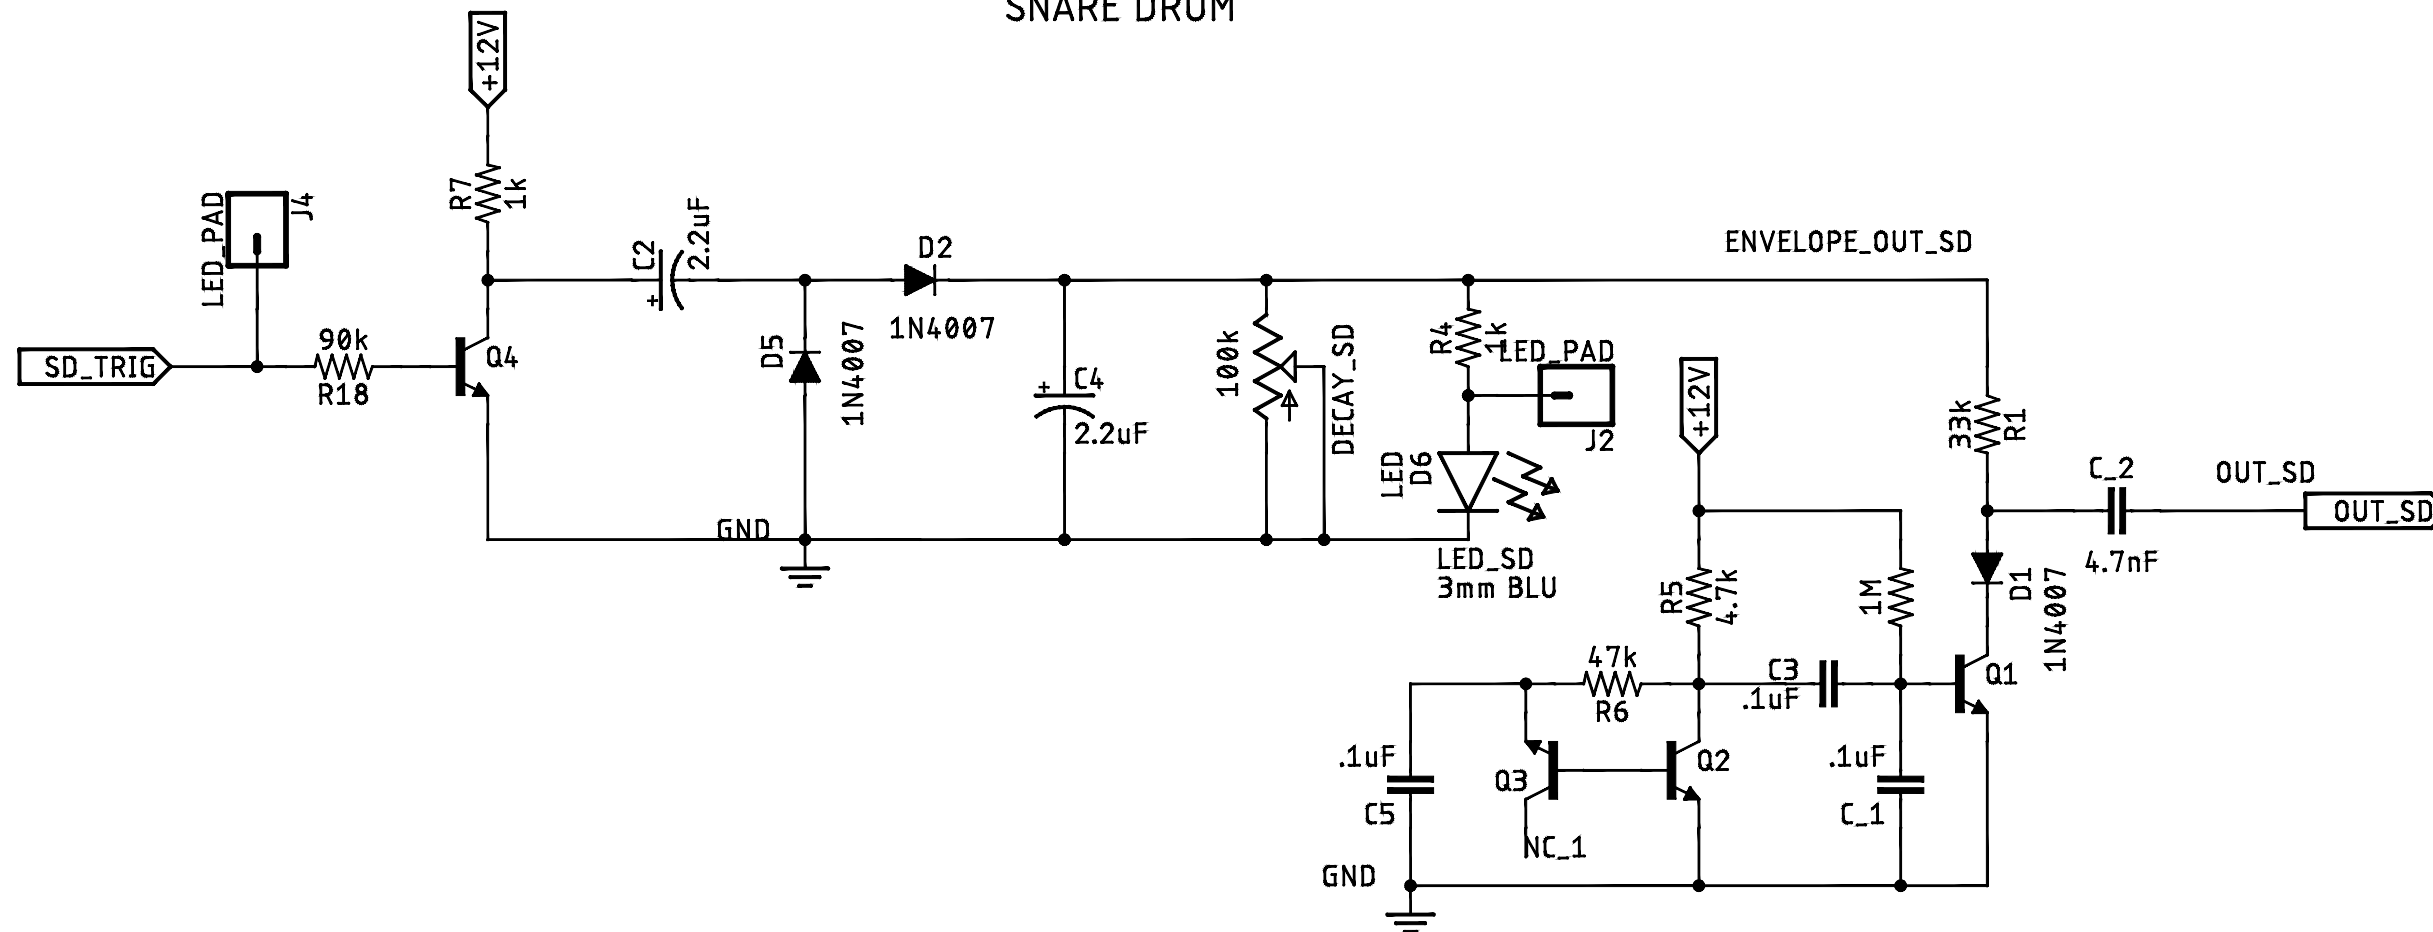 SNARE DRUM
+12V
R7
1k
LED_PAD
J4
SD_TRIG
90k
R18
Q4
C2
2.2uF
D2
1N4007
D5
1N4007
C4
2.2uF
100k
DECAY_SD
R4
1k
LED_PAD
J2
LED
D6
LED_SD
3mm BLU
GND
ENVELOPE_OUT_SD
+12V
33k
R1
C_2
4.7nF
OUT_SD
OUT_SD
R5
4.7k
1M
D1
1N4007
47k
R6
C3
.1uF
Q1
.1uF
C5
Q3
NC_1
Q2
.1uF
C_1
GND